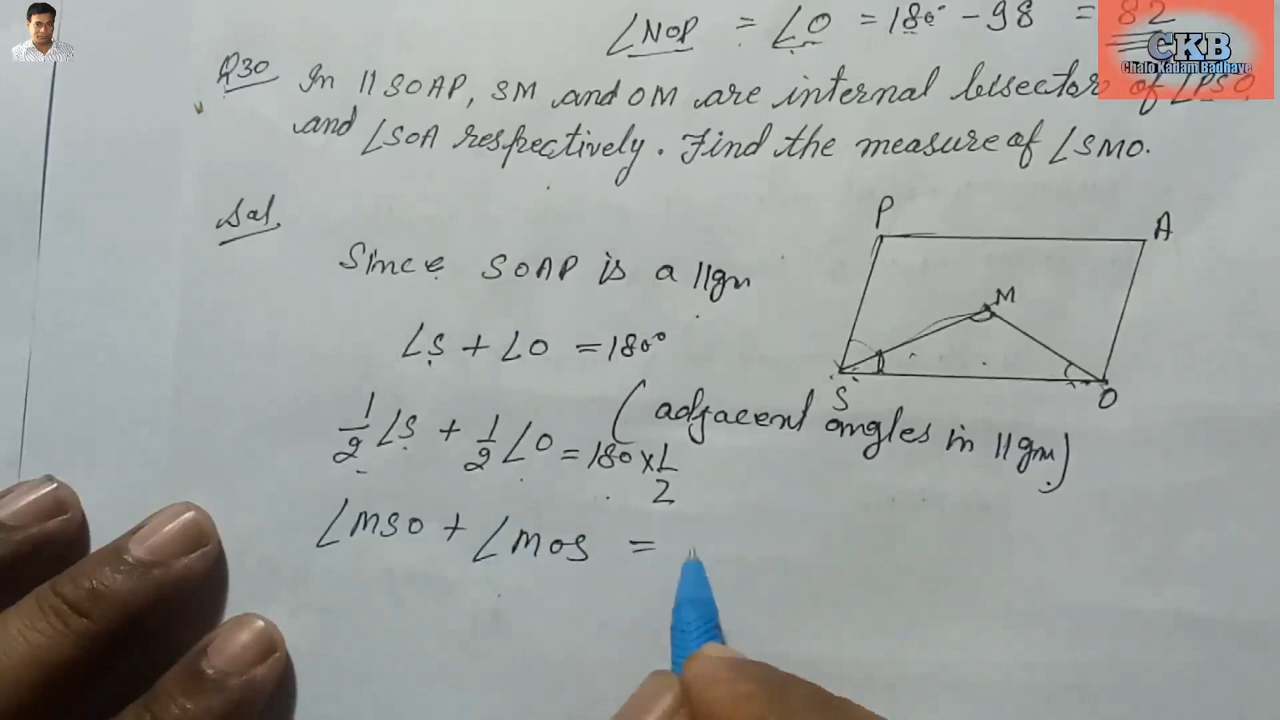 ∠NOP = ∠O = 180° - 98 = 82
CKB
Chalo Kadam Badhaye
Q30 In ||SOAP, SM and OM are internal bisector of ∠PSO,
and ∠SOA respectively. Find the measure of ∠SMO.
Sol.
P A
Since SOAP is a ||gm
M
∠S + ∠O = 180°
S O
(adjacent angles in ||gm)
1/2 ∠S + 1/2 ∠O = 180 × 1/2
∠MSO + ∠MOS =